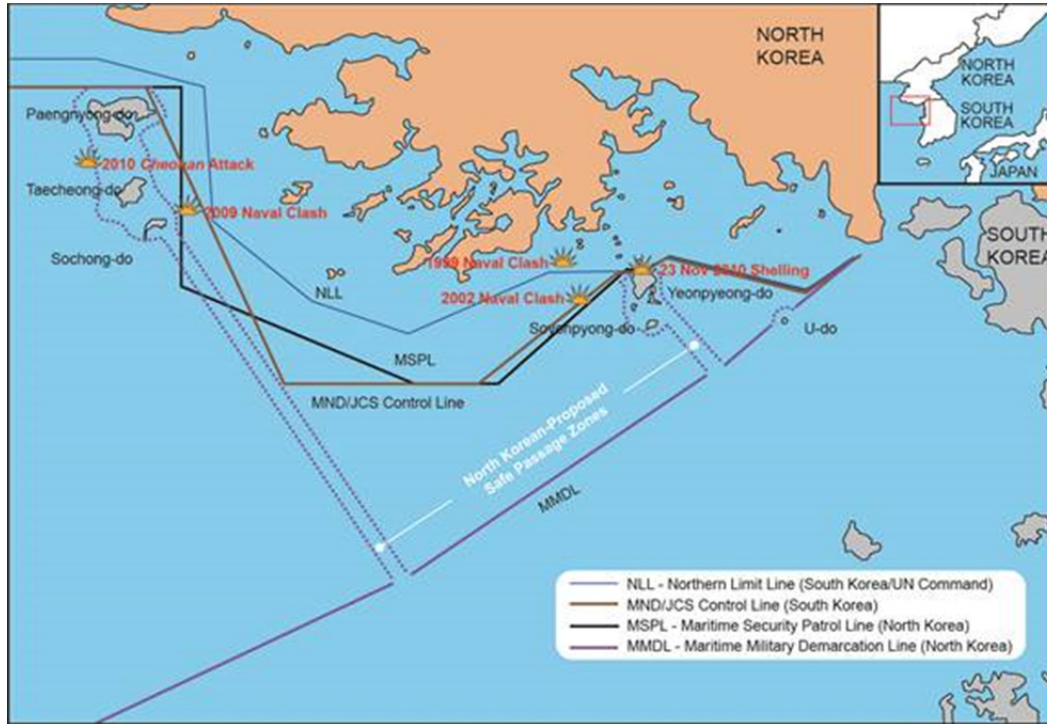 NORTH
KOREA
NORTH
KOREA
SOUTH
KOREA
JAPAN
Paengnyong-do
2010 Cheonan Attack
Taecheong-do
2009 Naval Clash
Sochong-do
SOUTH
KOREA
1999 Naval Clash
23 Nov 2010 Shelling
NLL
2002 Naval Clash
Yeonpyeong-do
Soyonpyong-do
U-do
MSPL
MND/JCS Control Line
North Korean-Proposed
Safe Passage Zones
MMDL
NLL - Northern Limit Line (South Korea/UN Command)
MND/JCS Control Line (South Korea)
MSPL - Maritime Security Patrol Line (North Korea)
MMDL - Maritime Military Demarcation Line (North Korea)